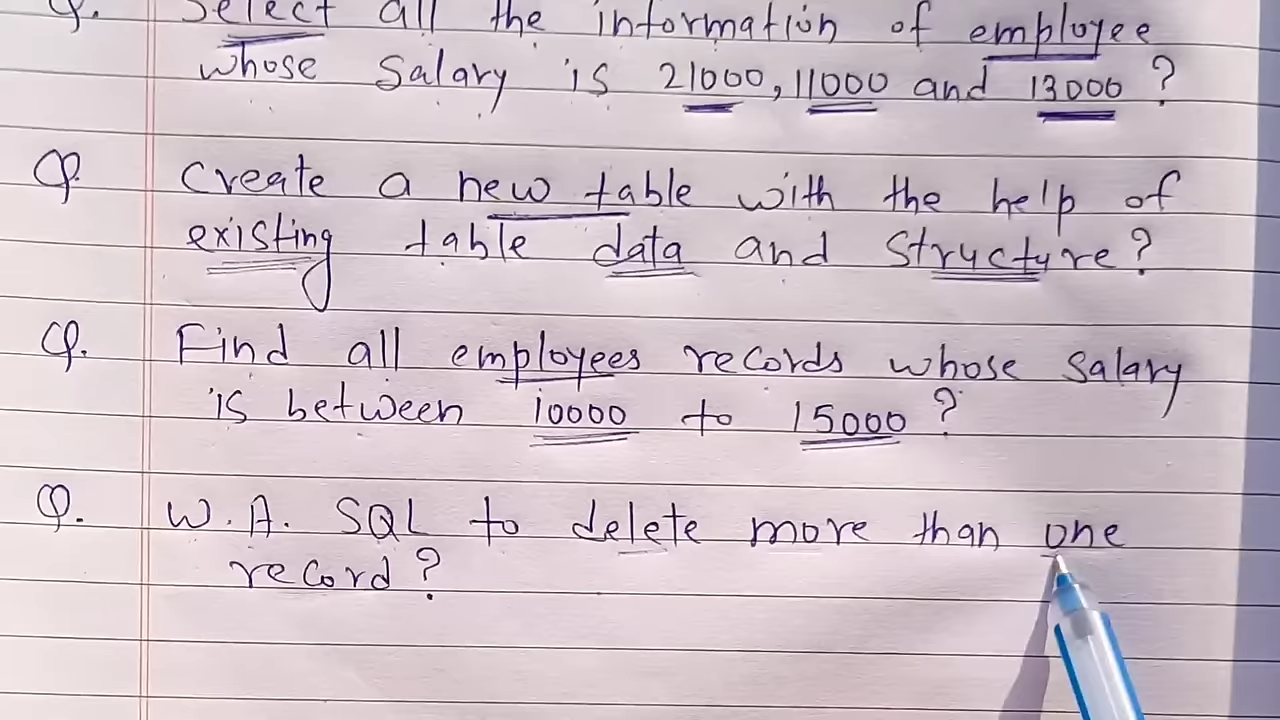 Q. Select all the information of employee
whose Salary is 21000, 11000 and 13000 ?
Q. Create a new table with the help of
existing table data and Structure?
Q. Find all employees records whose salary
is between 10000 to 15000 ?
Q. W.A. SQL to delete more than one
record?